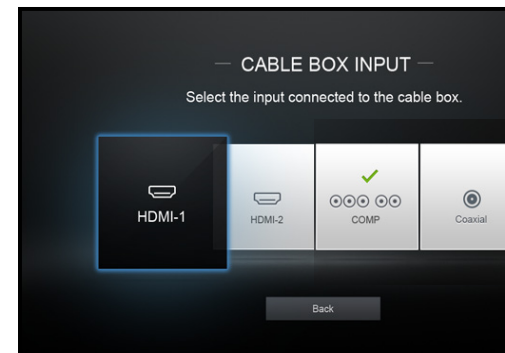 CABLE BOX INPUT
Select the input connected to the cable box.
HDMI-1
HDMI-2
COMP
Coaxial
Back